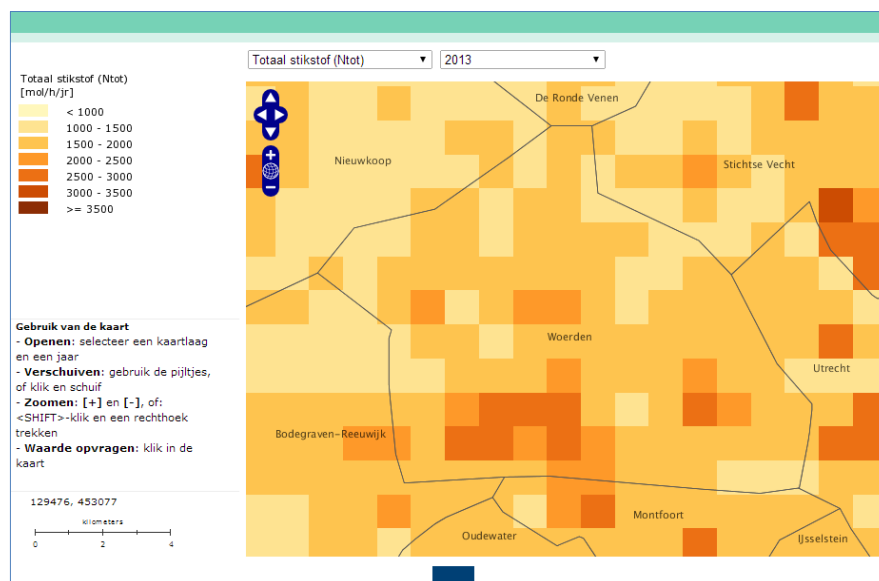 Totaal stikstof (Ntot)
2013
Totaal stikstof (Ntot)
[mol/h/jr]
< 1000
1000 - 1500
1500 - 2000
2000 - 2500
2500 - 3000
3000 - 3500
>= 3500
De Ronde Venen
Nieuwkoop
Stichtse Vecht
Woerden
Utrecht
Bodegraven-Reeuwijk
Montfoort
Oudewater
IJsselstein
Gebruik van de kaart
- Openen: selecteer een kaartlaag
en een jaar
- Verschuiven: gebruik de pijltjes,
of klik en schuif
- Zoomen: [+] en [-], of:
<SHIFT>-klik en een rechthoek
trekken
- Waarde opvragen: klik in de
kaart
129476, 453077
kilometers
0 2 4